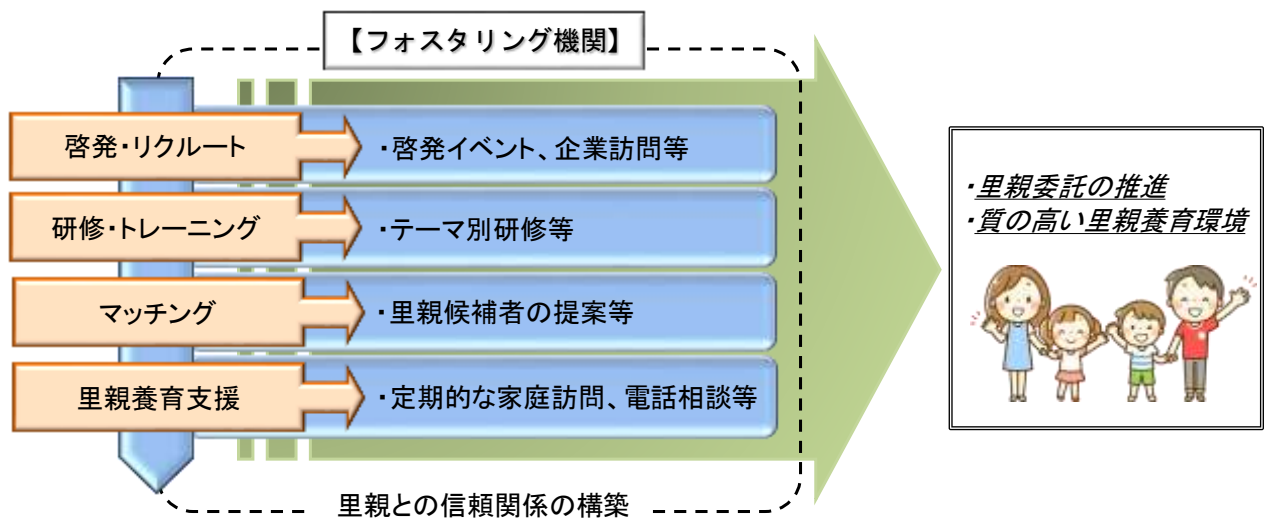 【フォスタリング機関】
啓発・リクルート
・啓発イベント、企業訪問等
研修・トレーニング
・テーマ別研修等
マッチング
・里親候補者の提案等
里親養育支援
・定期的な家庭訪問、電話相談等
里親との信頼関係の構築
・里親委託の推進
・質の高い里親養育環境